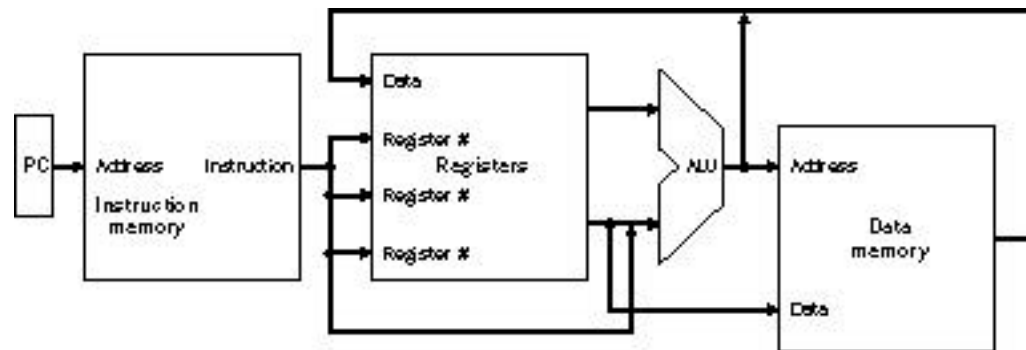 PC
Address
Instruction
Instruction
memory
Data
Register #
Registers
Register #
Register #
ALU
Address
Data
memory
Data